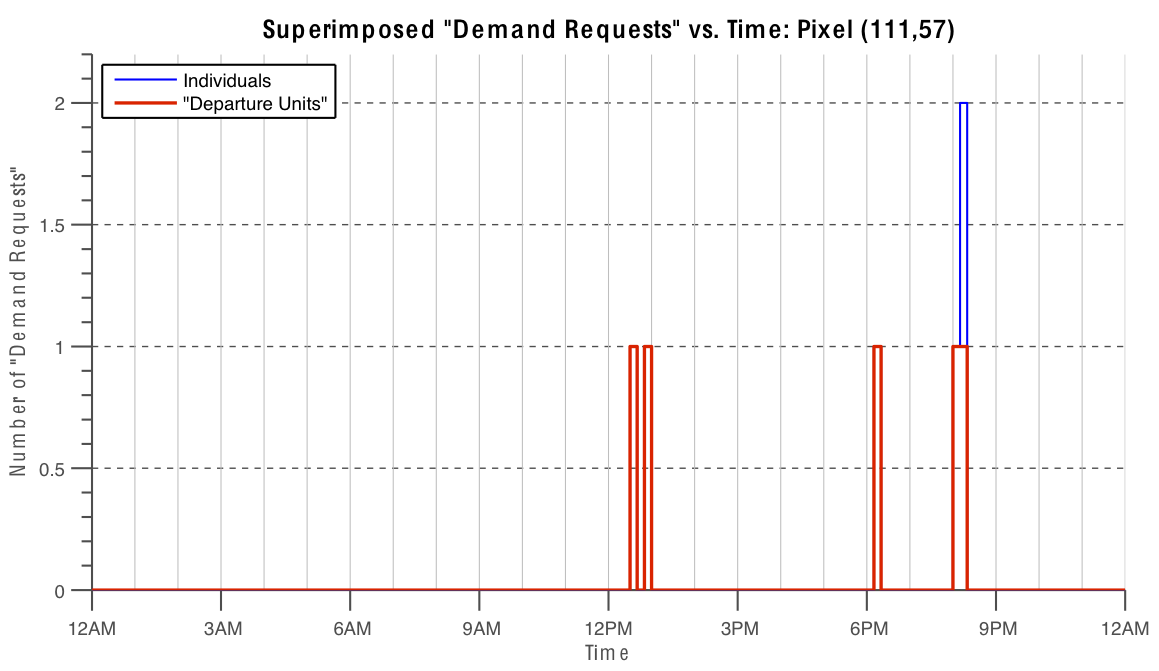 Superimposed "Demand Requests" vs. Time: Pixel (111,57)
Individuals
"Departure Units"
Number of "Demand Requests"
2
1.5
1
0.5
0
12AM 3AM 6AM 9AM 12PM 3PM 6PM 9PM 12AM
Time